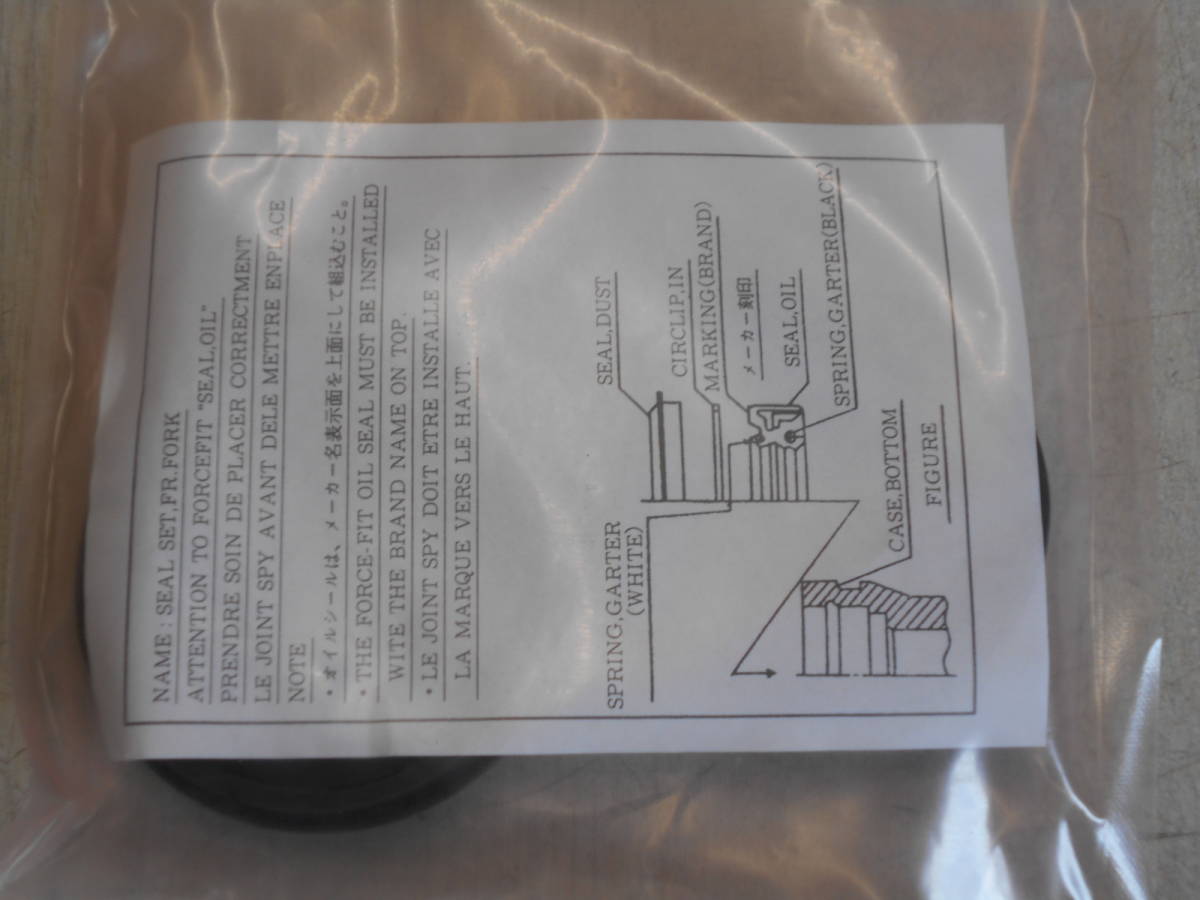 NAME : SEAL SET,FR.FORK
ATTENTION TO FORCEFIT "SEAL,OIL"
PRENDRE SOIN DE PLACER CORRECTMENT
LE JOINT SPY AVANT DELE METTRE ENPLACE
NOTE
・オイルシールは、メーカー名表示面を上面にして組込むこと。
・THE FORCE-FIT OIL SEAL MUST BE INSTALLED
WITE THE BRAND NAME ON TOP.
・LE JOINT SPY DOIT ETRE INSTALLE AVEC
LA MARQUE VERS LE HAUT.
SPRING,GARTER
(WHITE)
SEAL,DUST
CIRCLIP,IN
MARKING(BRAND)
メーカー刻印
SEAL,OIL
SPRING,GARTER(BLACK)
CASE,BOTTOM
FIGURE